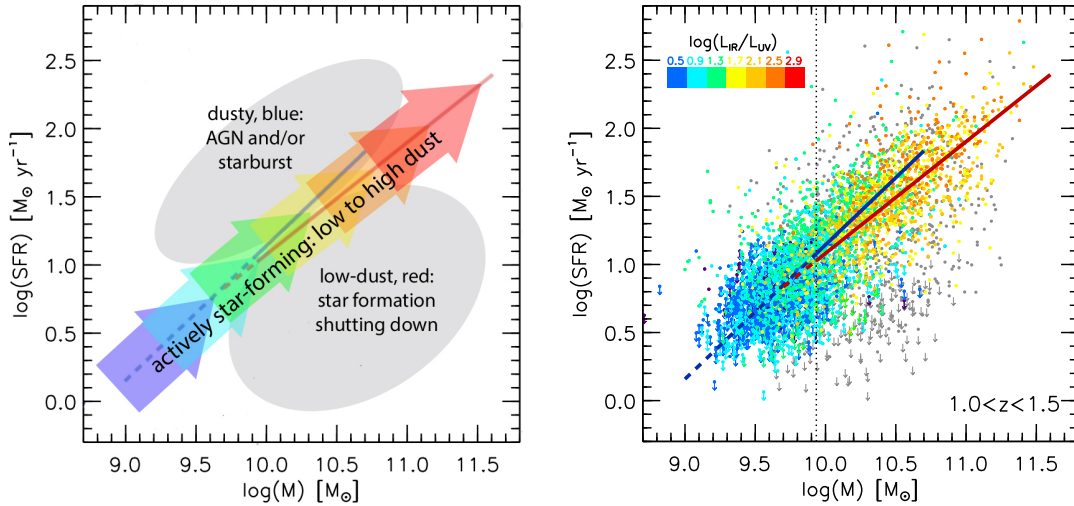 2.5
2.0
1.5
1.0
0.5
0.0
log(SFR) [M⊙ yr⁻¹]
dusty, blue:
AGN and/or
starburst
actively star-forming: low to high dust
low-dust, red:
star formation
shutting down
9.0 9.5 10.0 10.5 11.0 11.5
log(M) [M⊙]
2.5
2.0
1.5
1.0
0.5
0.0
log(SFR) [M⊙ yr⁻¹]
log(L_IR/L_UV)
0.5 0.9 1.3 1.7 2.1 2.5 2.9
1.0<z<1.5
9.0 9.5 10.0 10.5 11.0 11.5
log(M) [M⊙]